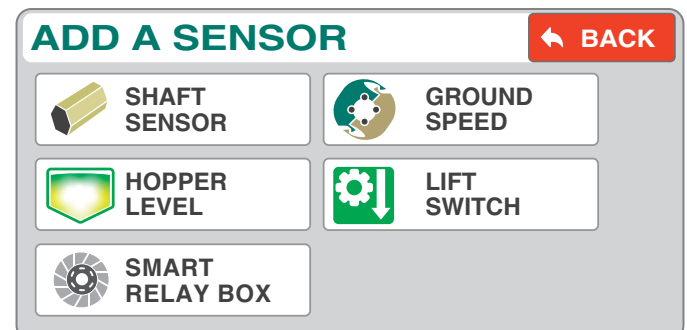 ADD A SENSOR
BACK
SHAFT
SENSOR
GROUND
SPEED
HOPPER
LEVEL
LIFT
SWITCH
SMART
RELAY BOX